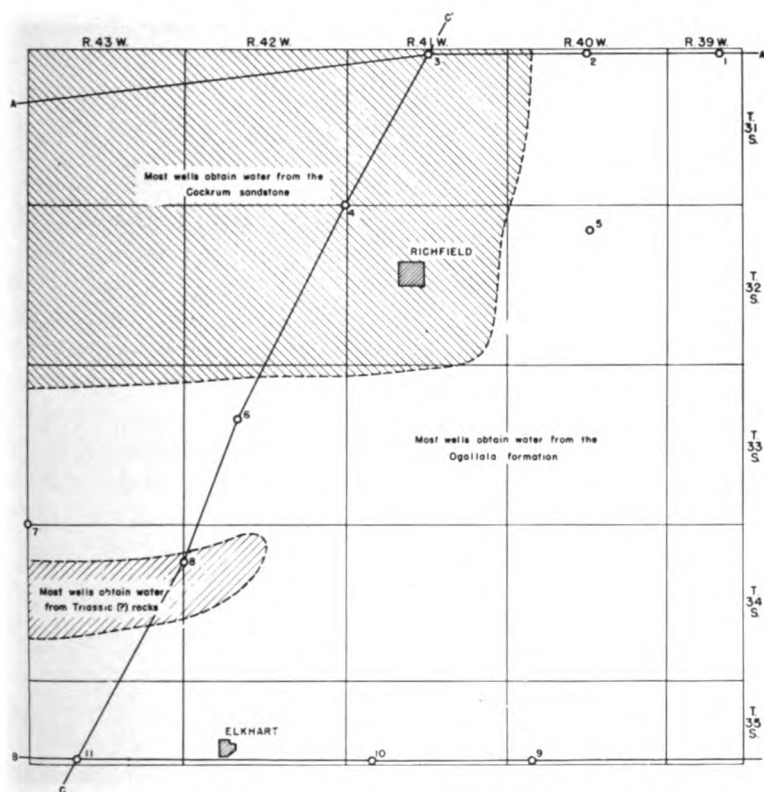 C'
R. 43 W.
R. 42 W.
R. 41 W.
R. 40 W.
R. 39 W.
A
3
2
1
A
T.
31
S.
Most wells obtain water from the
Cockrum sandstone
4
5
RICHFIELD
T.
32
S.
6
Most wells obtain water from the
Ogallala formation
T.
33
S.
7
8
Most wells obtain water
from Triassic (?) rocks
T.
34
S.
ELKHART
T.
35
S.
B
11
10
9
C